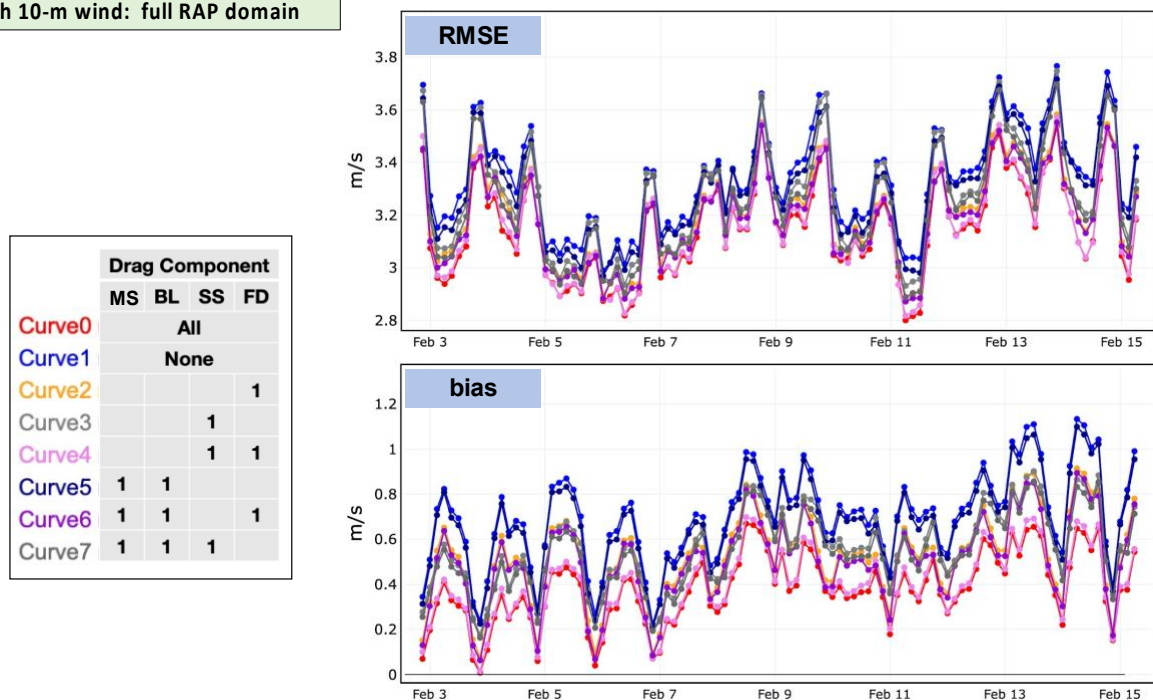 h 10-m wind: full RAP domain
RMSE
m/s
3.8
3.6
3.4
3.2
3
2.8
Feb 3 Feb 5 Feb 7 Feb 9 Feb 11 Feb 13 Feb 15
Drag Component
MS BL SS FD
Curve0 All
Curve1 None
Curve2 1
Curve3 1
Curve4 1 1
Curve5 1 1
Curve6 1 1 1
Curve7 1 1 1
bias
m/s
1.2
1
0.8
0.6
0.4
0.2
0
Feb 3 Feb 5 Feb 7 Feb 9 Feb 11 Feb 13 Feb 15